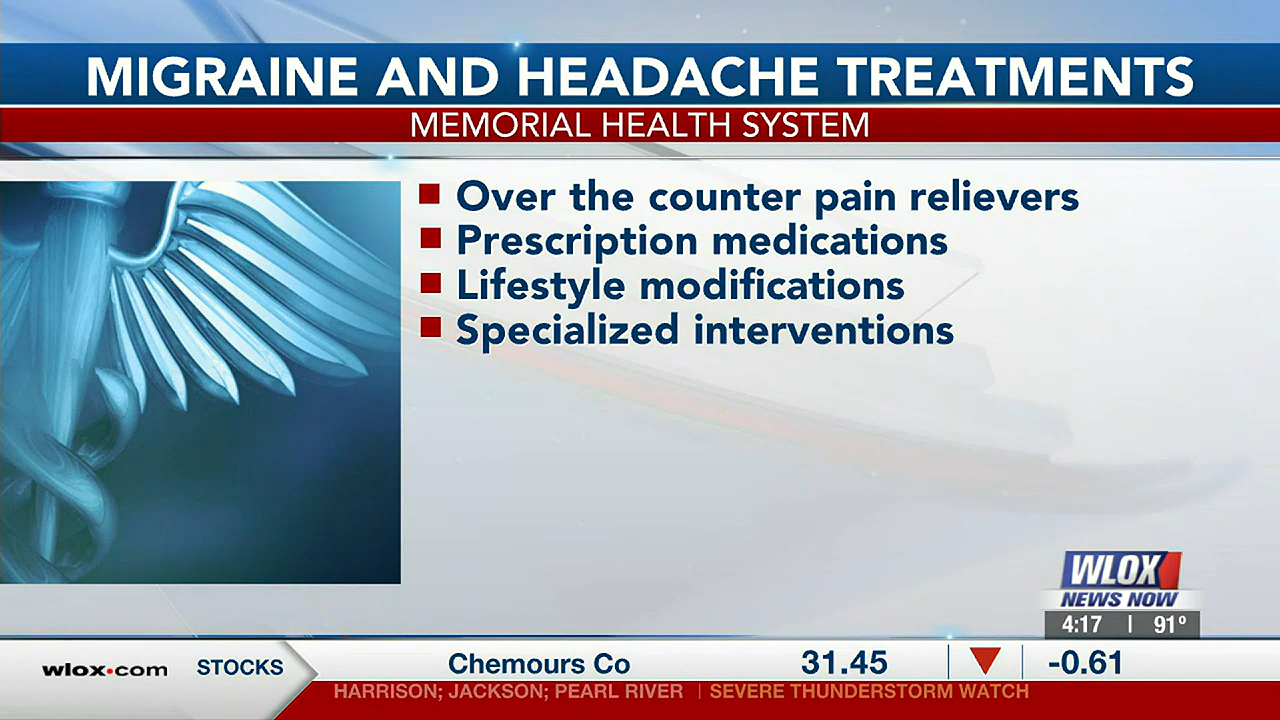 MIGRAINE AND HEADACHE TREATMENTS
MEMORIAL HEALTH SYSTEM
Over the counter pain relievers
Prescription medications
Lifestyle modifications
Specialized interventions
WLOX
NEWS NOW
4:17 | 91º
wlox.com STOCKS Chemours Co 31.45 -0.61
HARRISON; JACKSON; PEARL RIVER | SEVERE THUNDERSTORM WATCH